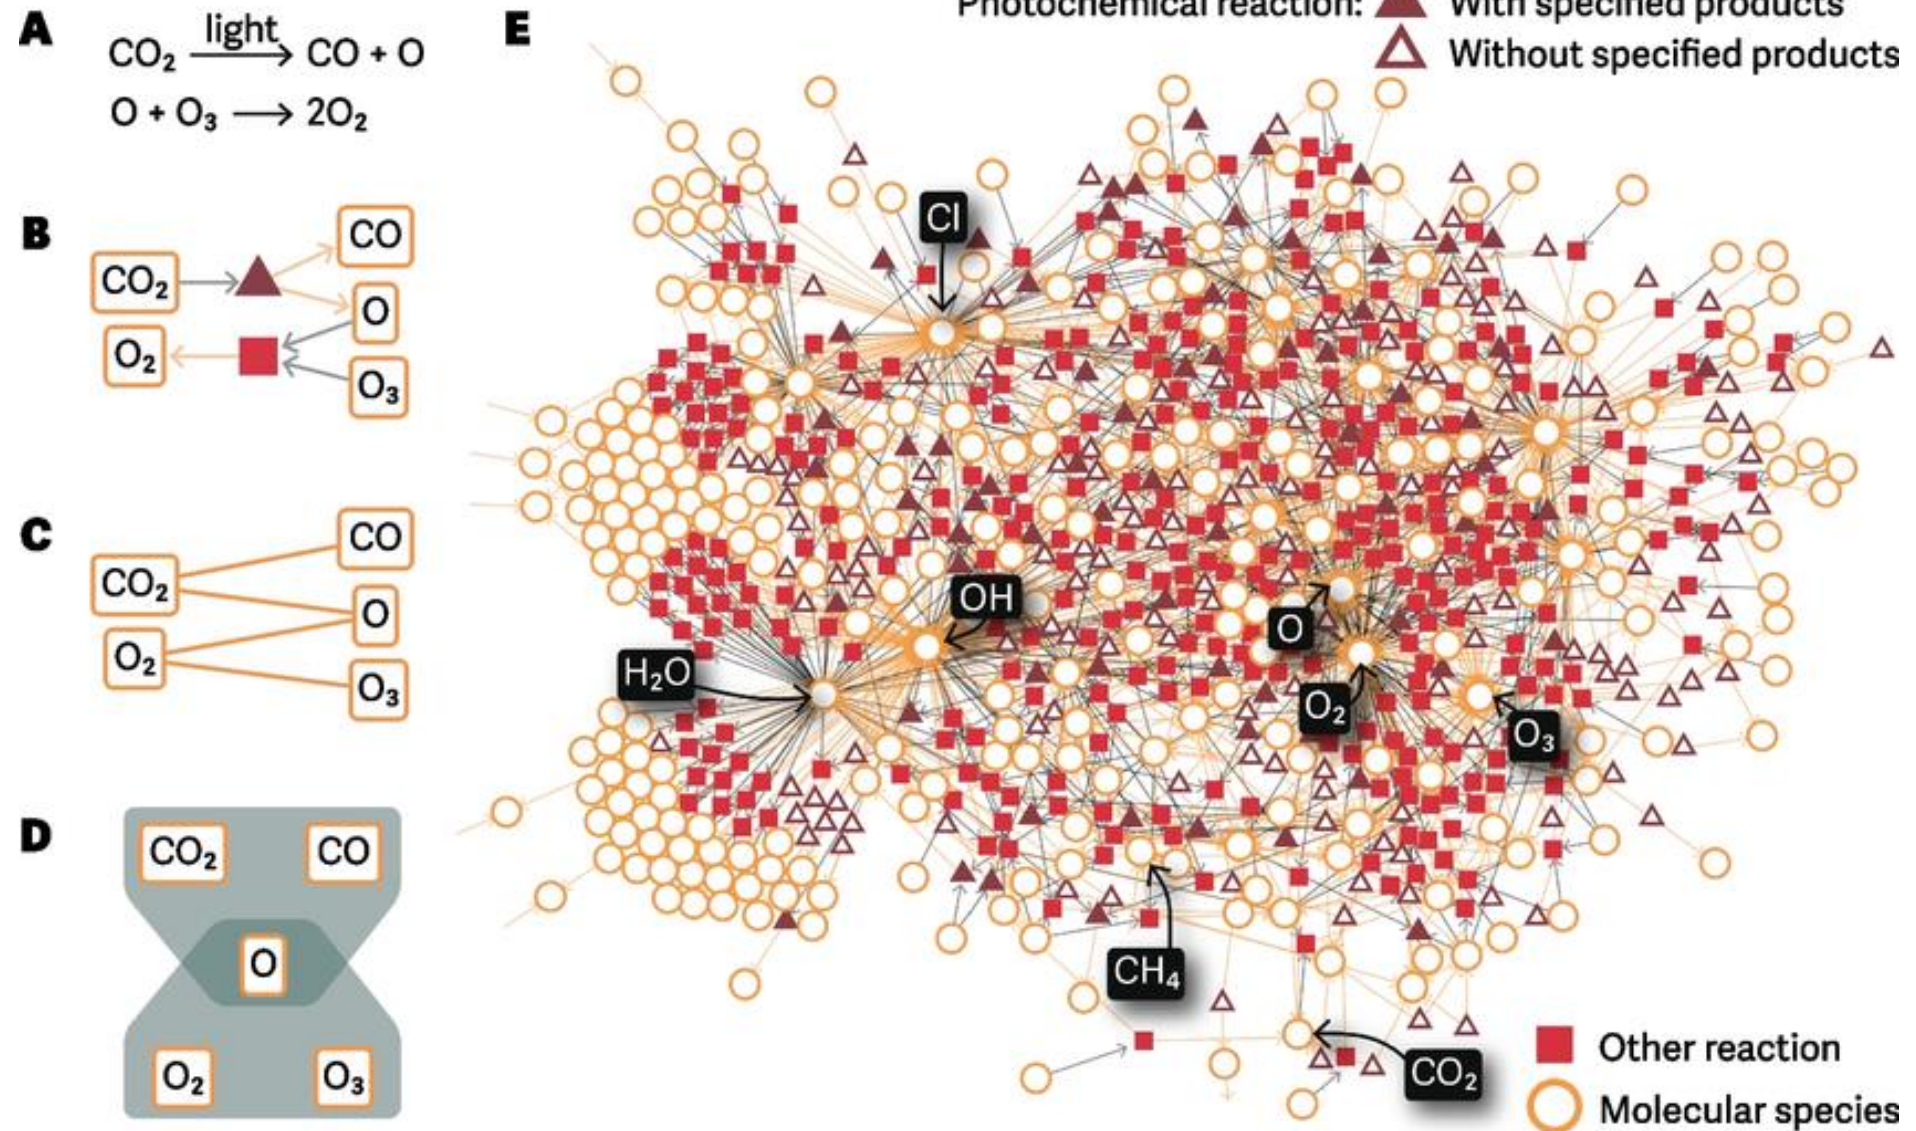 A
light
CO₂ ⟶ CO + O
O + O₃ ⟶ 2O₂
B
CO₂
CO
O
O₂
O₃
C
CO₂
CO
O
O₂
O₃
D
CO₂
CO
O
O₂
O₃
E
Photochemical reaction:
With specified products
Without specified products
Cl
OH
H₂O
O
O₂
O₃
CH₄
CO₂
Other reaction
Molecular species